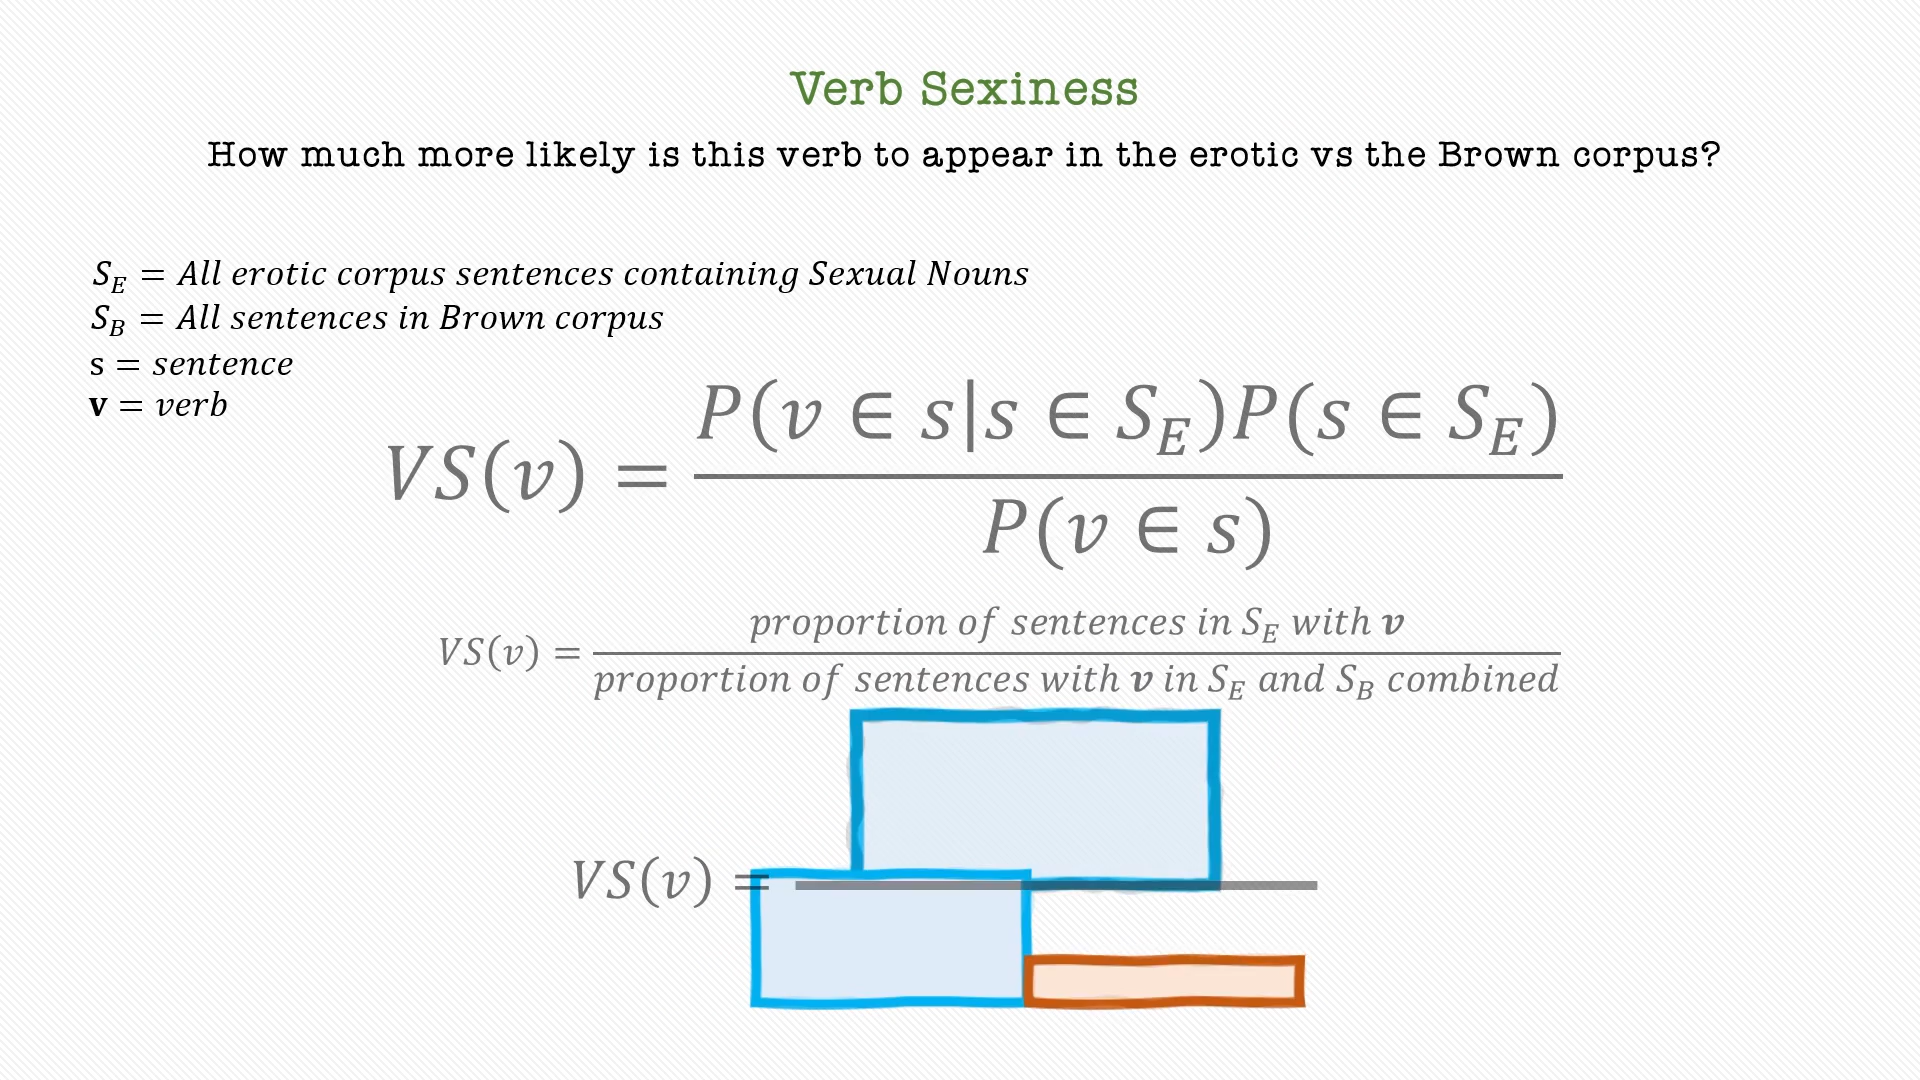 Verb Sexiness
How much more likely is this verb to appear in the erotic vs the Brown corpus?
S_E = All erotic corpus sentences containing Sexual Nouns
S_B = All sentences in Brown corpus
s = sentence
v = verb
VS(v) = P(v ∈ s|s ∈ S_E)P(s ∈ S_E)
P(v ∈ s)
VS(v) = proportion of sentences in S_E with v
proportion of sentences with v in S_E and S_B combined
VS(v) =